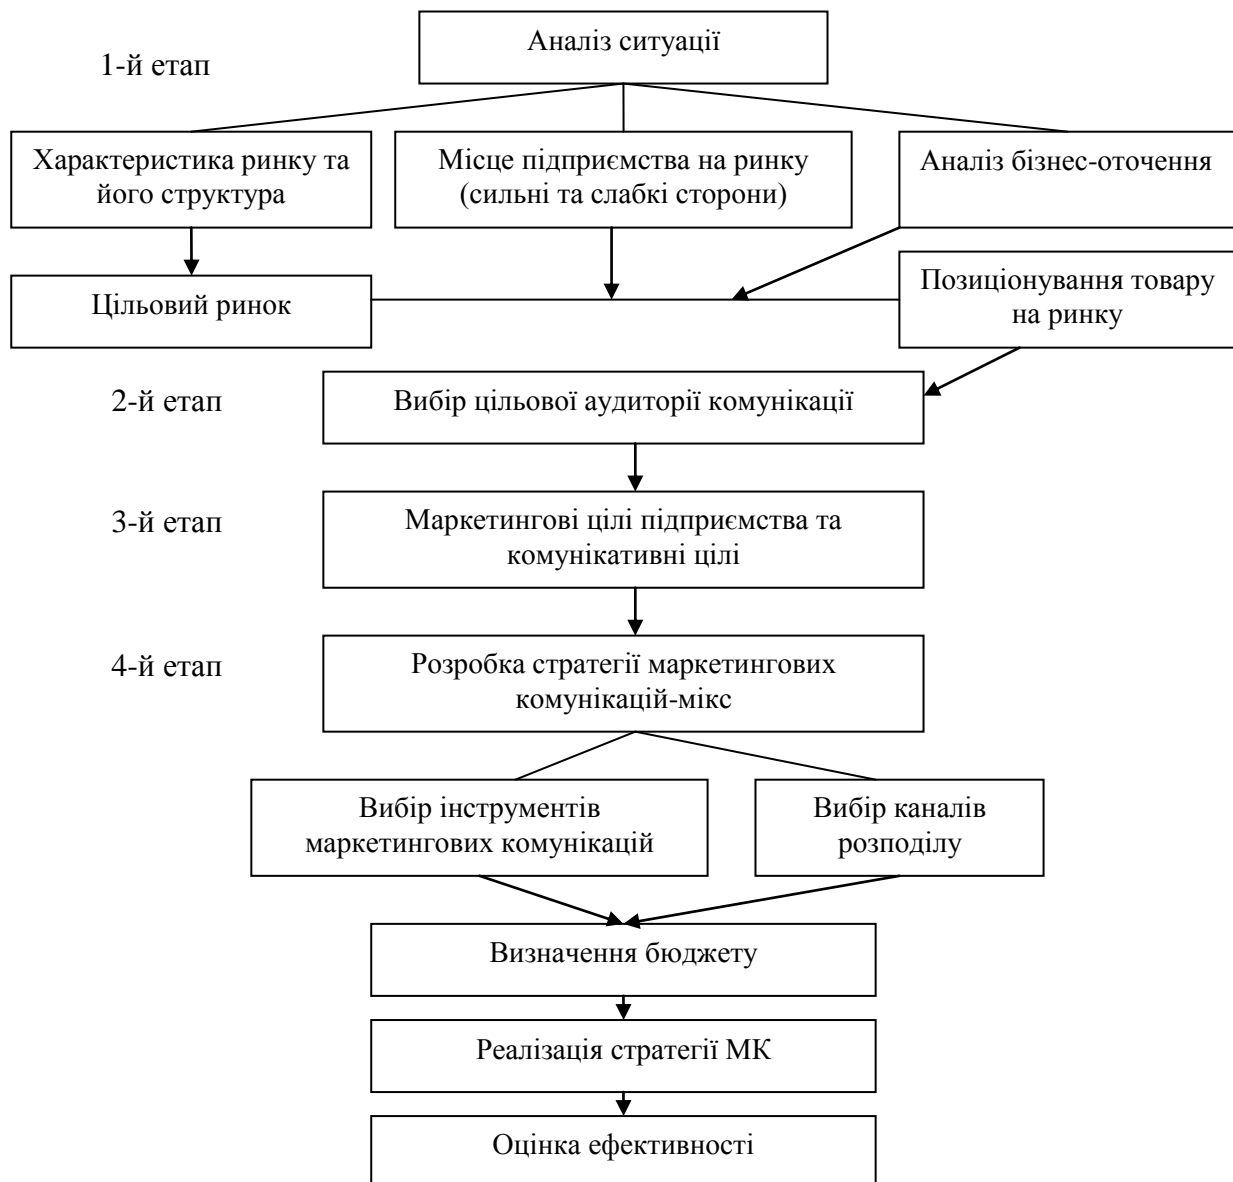 Аналіз ситуації
1-й етап
Характеристика ринку та
його структура
Місце підприємства на ринку
(сильні та слабкі сторони)
Аналіз бізнес-оточення
Цільовий ринок
Позиціонування товару
на ринку
2-й етап
Вибір цільової аудиторії комунікації
3-й етап
Маркетингові цілі підприємства та
комунікативні цілі
4-й етап
Розробка стратегії маркетингових
комунікацій-мікс
Вибір інструментів
маркетингових комунікацій
Вибір каналів
розподілу
Визначення бюджету
Реалізація стратегії МК
Оцінка ефективності